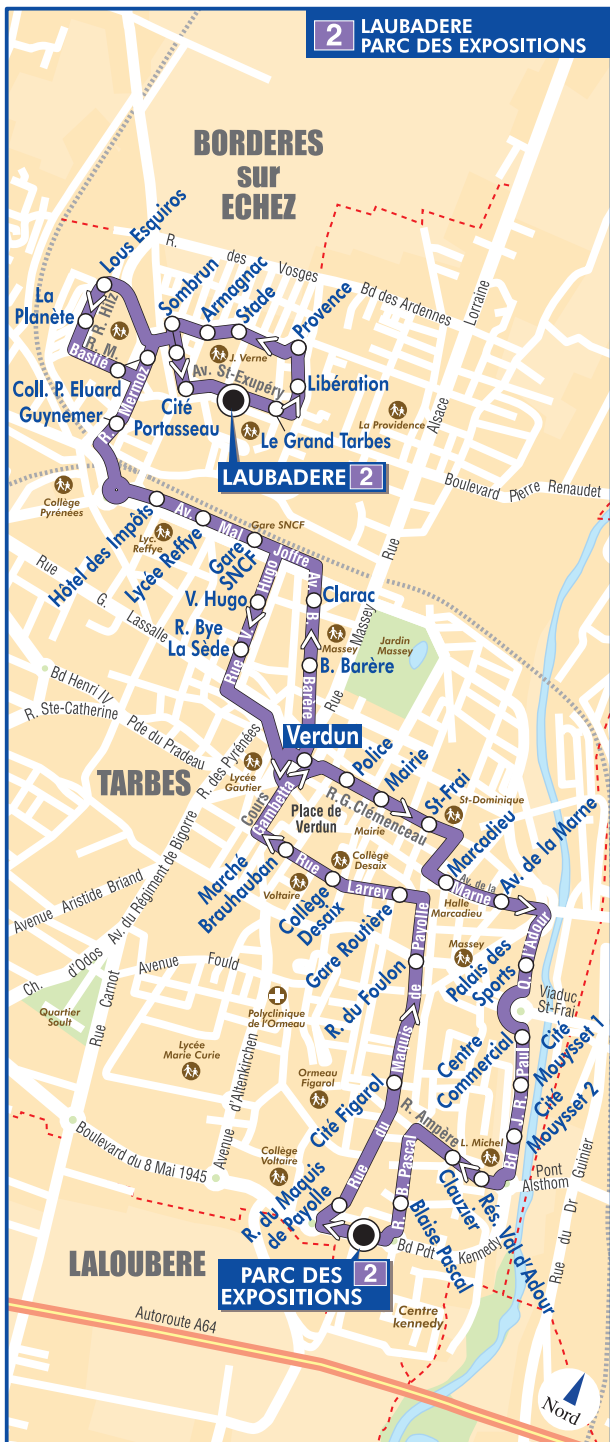 2 LAUBADERE
PARC DES EXPOSITIONS
BORDERES
sur
ECHEZ
R. des Vosges
Bd des Ardennes
Lorraine
Lous Esquiros
La
Planète
R. Hitz
R. M.
Bastié
Sombrun
Armagnac
Stade
Provence
J. Verne
Av. St-Exupéry
Libération
Coll. P. Eluard
Guynemer
R. Mermoz
Cité
Portasseau
Le Grand Tarbes
La Providence
Alsace
LAUBADERE 2
Boulevard Pierre Renaudet
Collège
Pyrénées
Hôtel des Impôts
Lyc.
Reffye
Lycée Reffye
Av. Mal Joffre
Gare SNCF
Gare
SNCF
Rue
G. Lassalle
V. Hugo
R. Bye
La Sède
Rue V. Hugo
Av. B. Barère
Clarac
Massey
B. Barère
Rue Massey
Rue
Jardin
Massey
Bd Henri IV
R. Ste-Catherine
Pde du Pradeau
R. des Pyrénées
Lycée
Gautier
Verdun
Police
Mairie
St-Frai
St-Dominique
TARBES
Cours
Gambetta
Place de
Verdun
R.G.Clémenceau
Mairie
Marcadieu
Av. de la
Marne
Av. de la Marne
Halle
Marcadieu
Marché
Brauhauban
Voltaire
Rue Larrey
Collège
Desaix
Collège
Desaix
Gare Routière
Avenue Aristide Briand
Av. du Régiment de Bigorre
Ch. d'Odos
Avenue Fould
Quartier
Soult
Rue Carnot
Polyclinique
de l'Ormeau
R. du Foulon
Massey
Palais des
Sports
Q. l'Adour
Viaduc
St-Frai
Lycée
Marie Curie
Avenue d'Altenkirchen
Ormeau
Figarol
Cité Figarol
Rue du Maquis de Payolle
Centre
Commercial
Cité
Mouysset 1
Cité
Mouysset 2
Bd J. R. Paul
R. Ampère
L. Michel
Boulevard du 8 Mai 1945
Collège
Voltaire
R. B. Pascal
Clauzier
Rés. Val d'Adour
Pont
Alsthom
Rue du Dr Guinier
R. du Maquis
de Payolle
Blaise Pascal
Bd Pdt Kennedy
LALOUBERE
PARC DES 2
EXPOSITIONS
Centre
kennedy
Autoroute A64
Nord